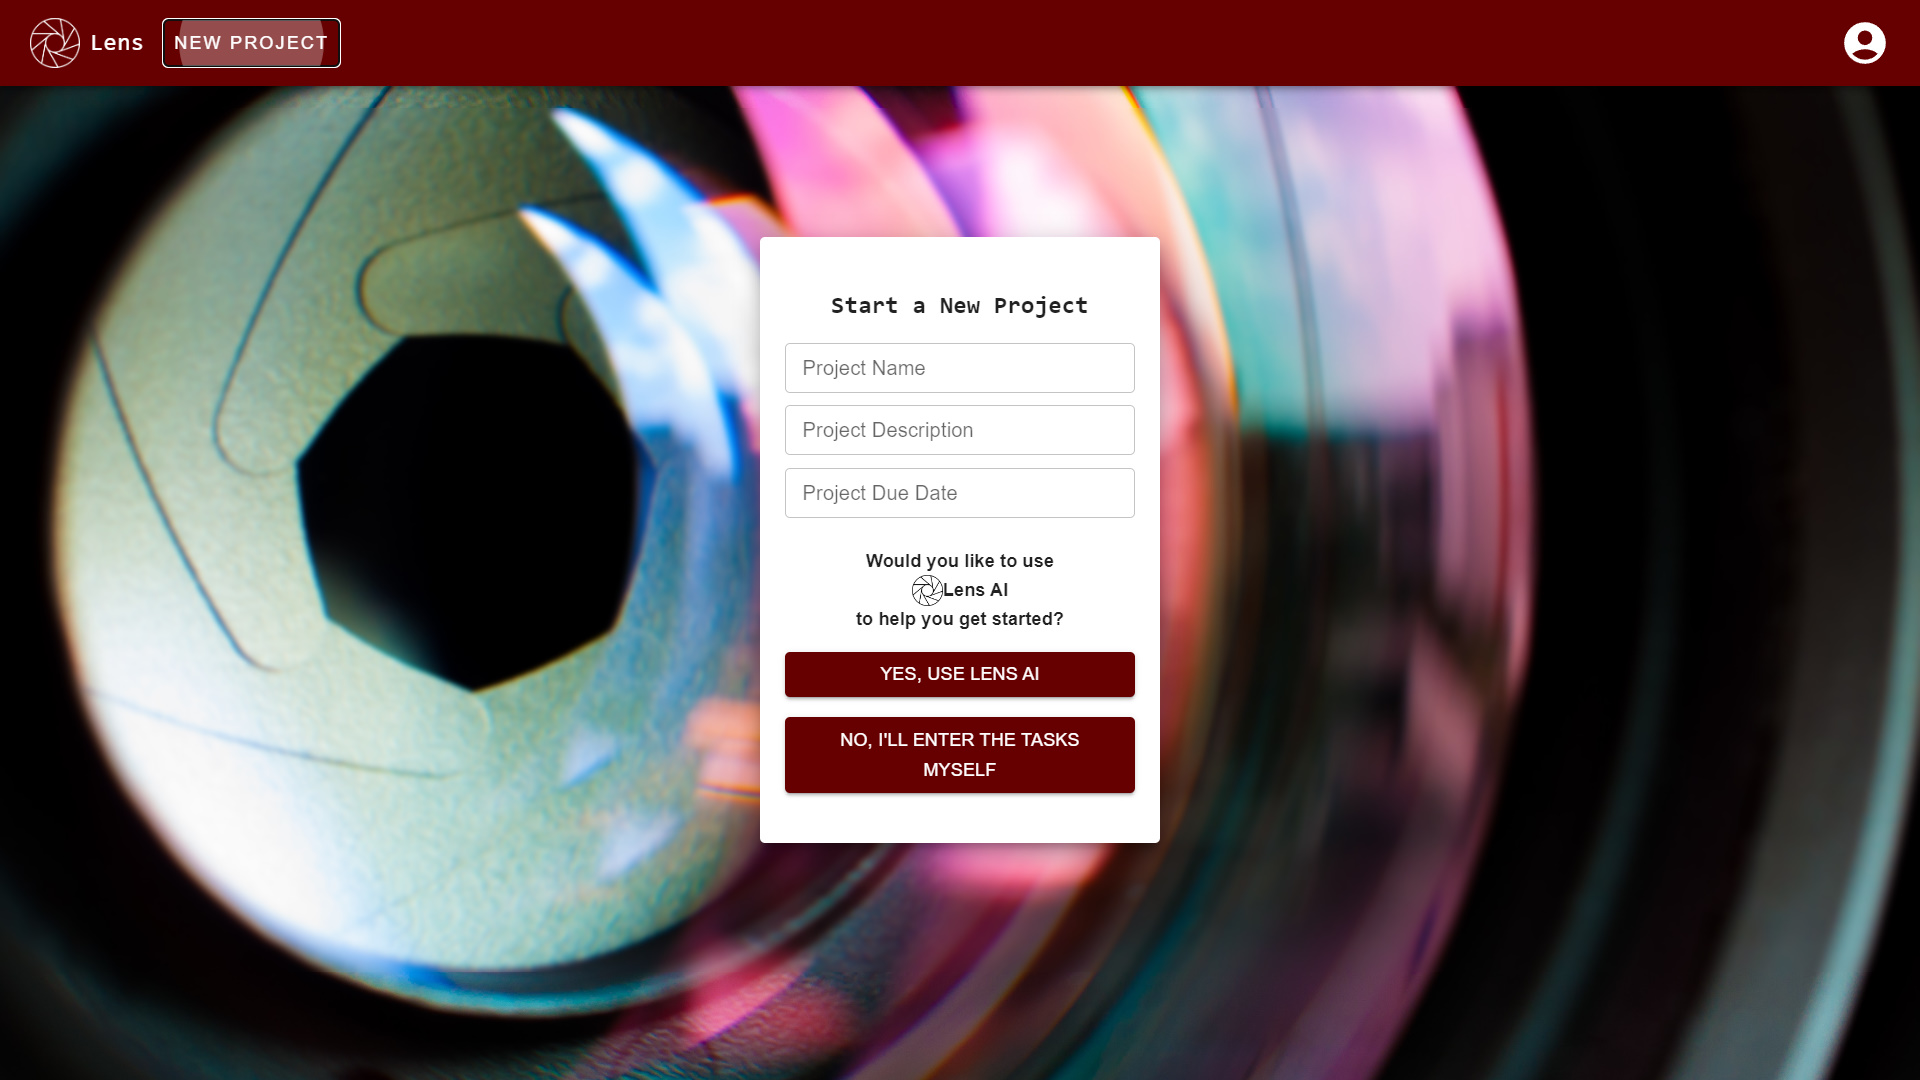 Lens
NEW PROJECT
Start a New Project
Project Name
Project Description
Project Due Date
Would you like to use
Lens AI
to help you get started?
YES, USE LENS AI
NO, I'LL ENTER THE TASKS
MYSELF